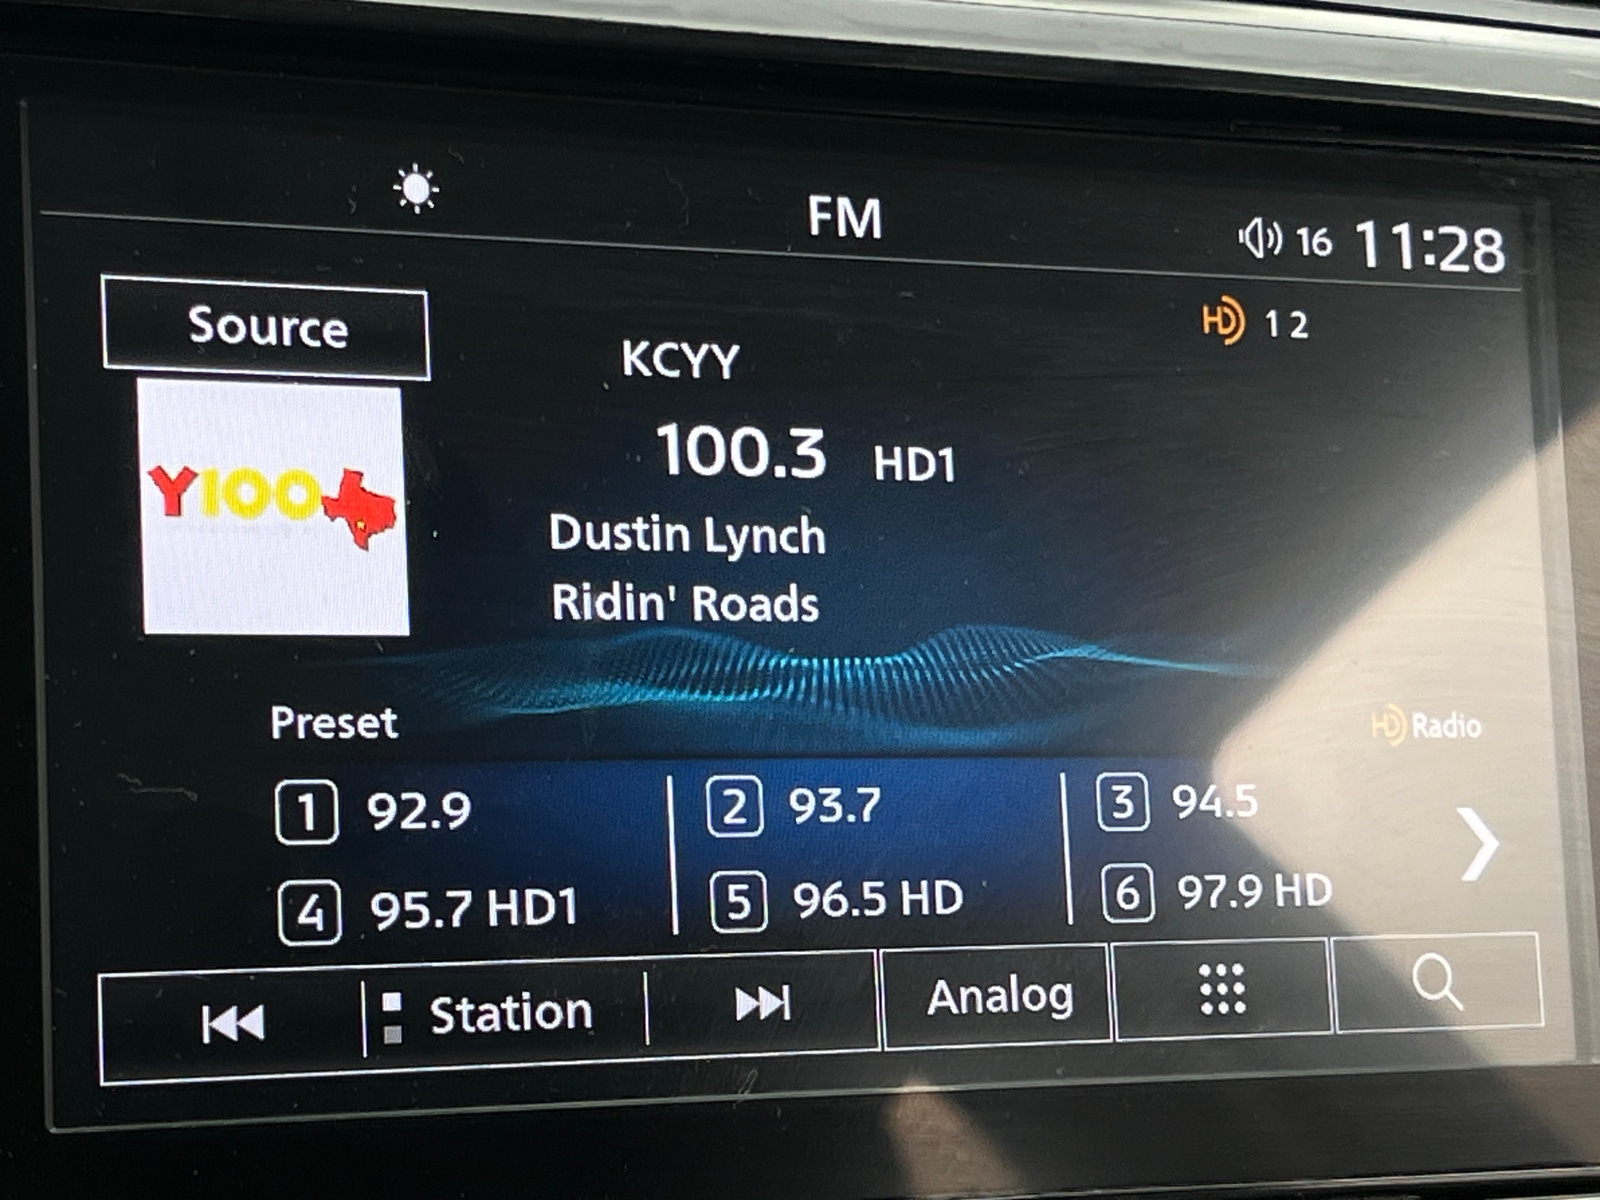 FM
16 11:28
Source
HD 1 2
KCYY
100.3 HD1
Y100
Dustin Lynch
Ridin' Roads
Preset
HD Radio
1 92.9
2 93.7
3 94.5
4 95.7 HD1
5 96.5 HD
6 97.9 HD
Station
Analog